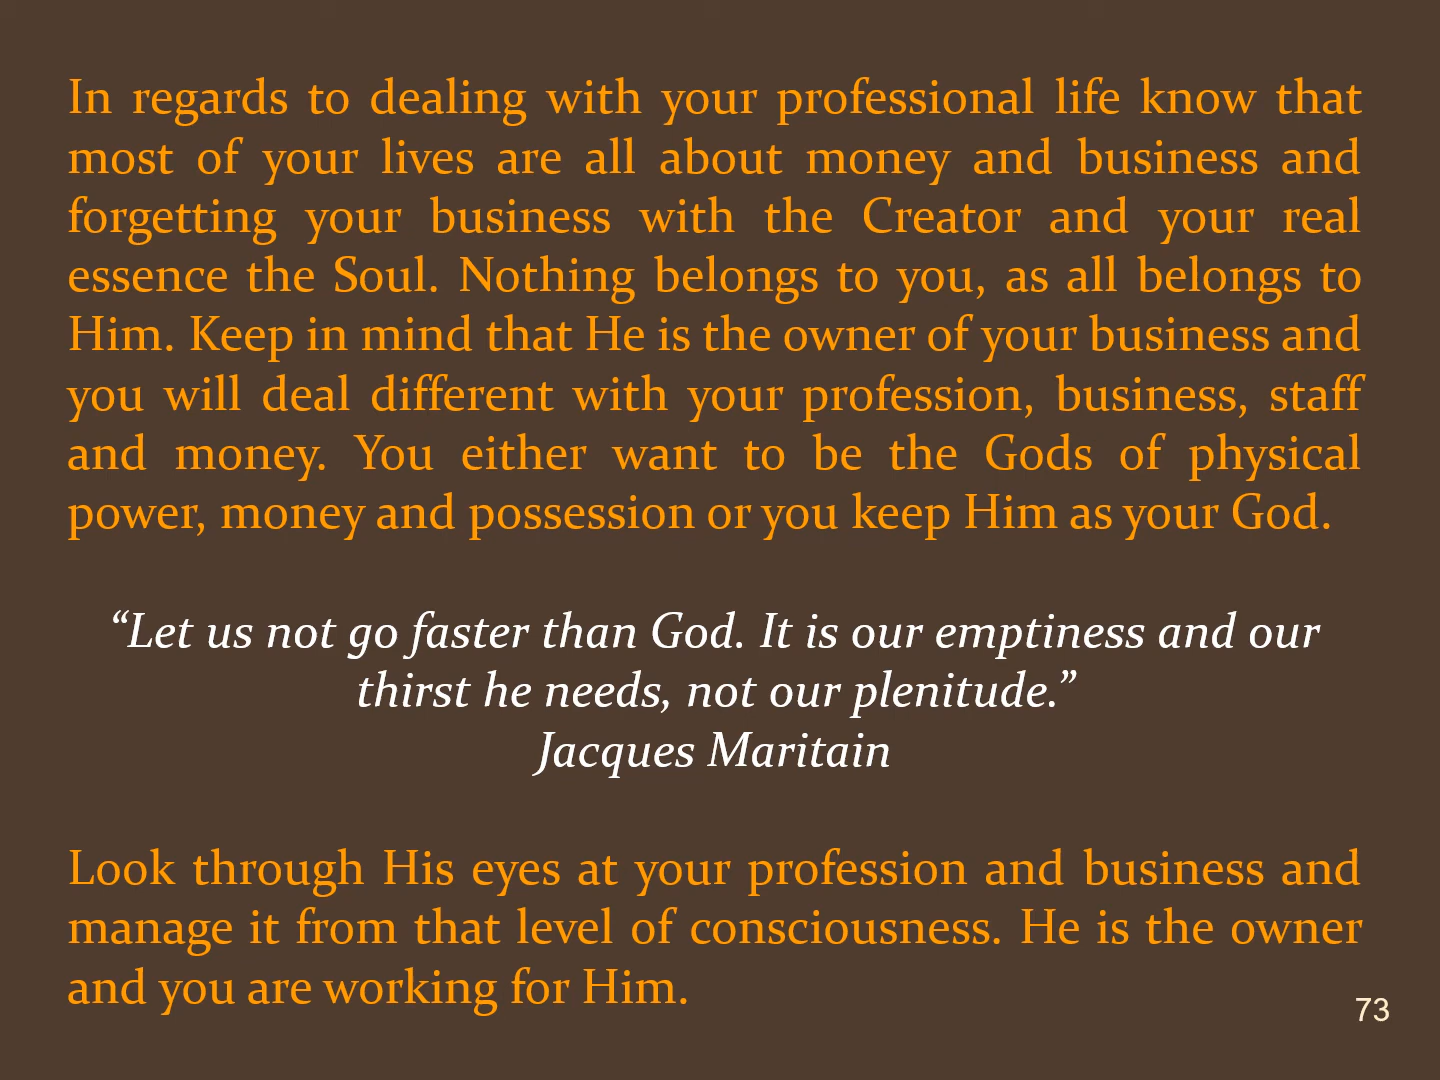 In regards to dealing with your professional life know that
most of your lives are all about money and business and
forgetting your business with the Creator and your real
essence the Soul. Nothing belongs to you, as all belongs to
Him. Keep in mind that He is the owner of your business and
you will deal different with your profession, business, staff
and money. You either want to be the Gods of physical
power, money and possession or you keep Him as your God.
“Let us not go faster than God. It is our emptiness and our
thirst he needs, not our plenitude.”
Jacques Maritain
Look through His eyes at your profession and business and
manage it from that level of consciousness. He is the owner
and you are working for Him.
73